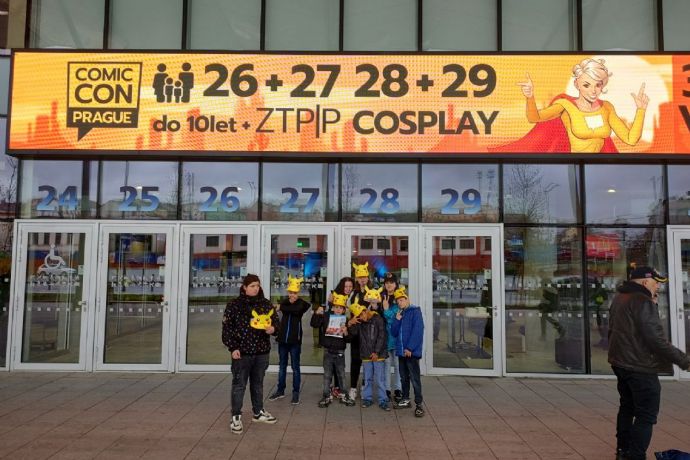 COMIC
CON
PRAGUE
26+27 28+29
do 10let + ZTP|P COSPLAY
24 25 26 27 28 29